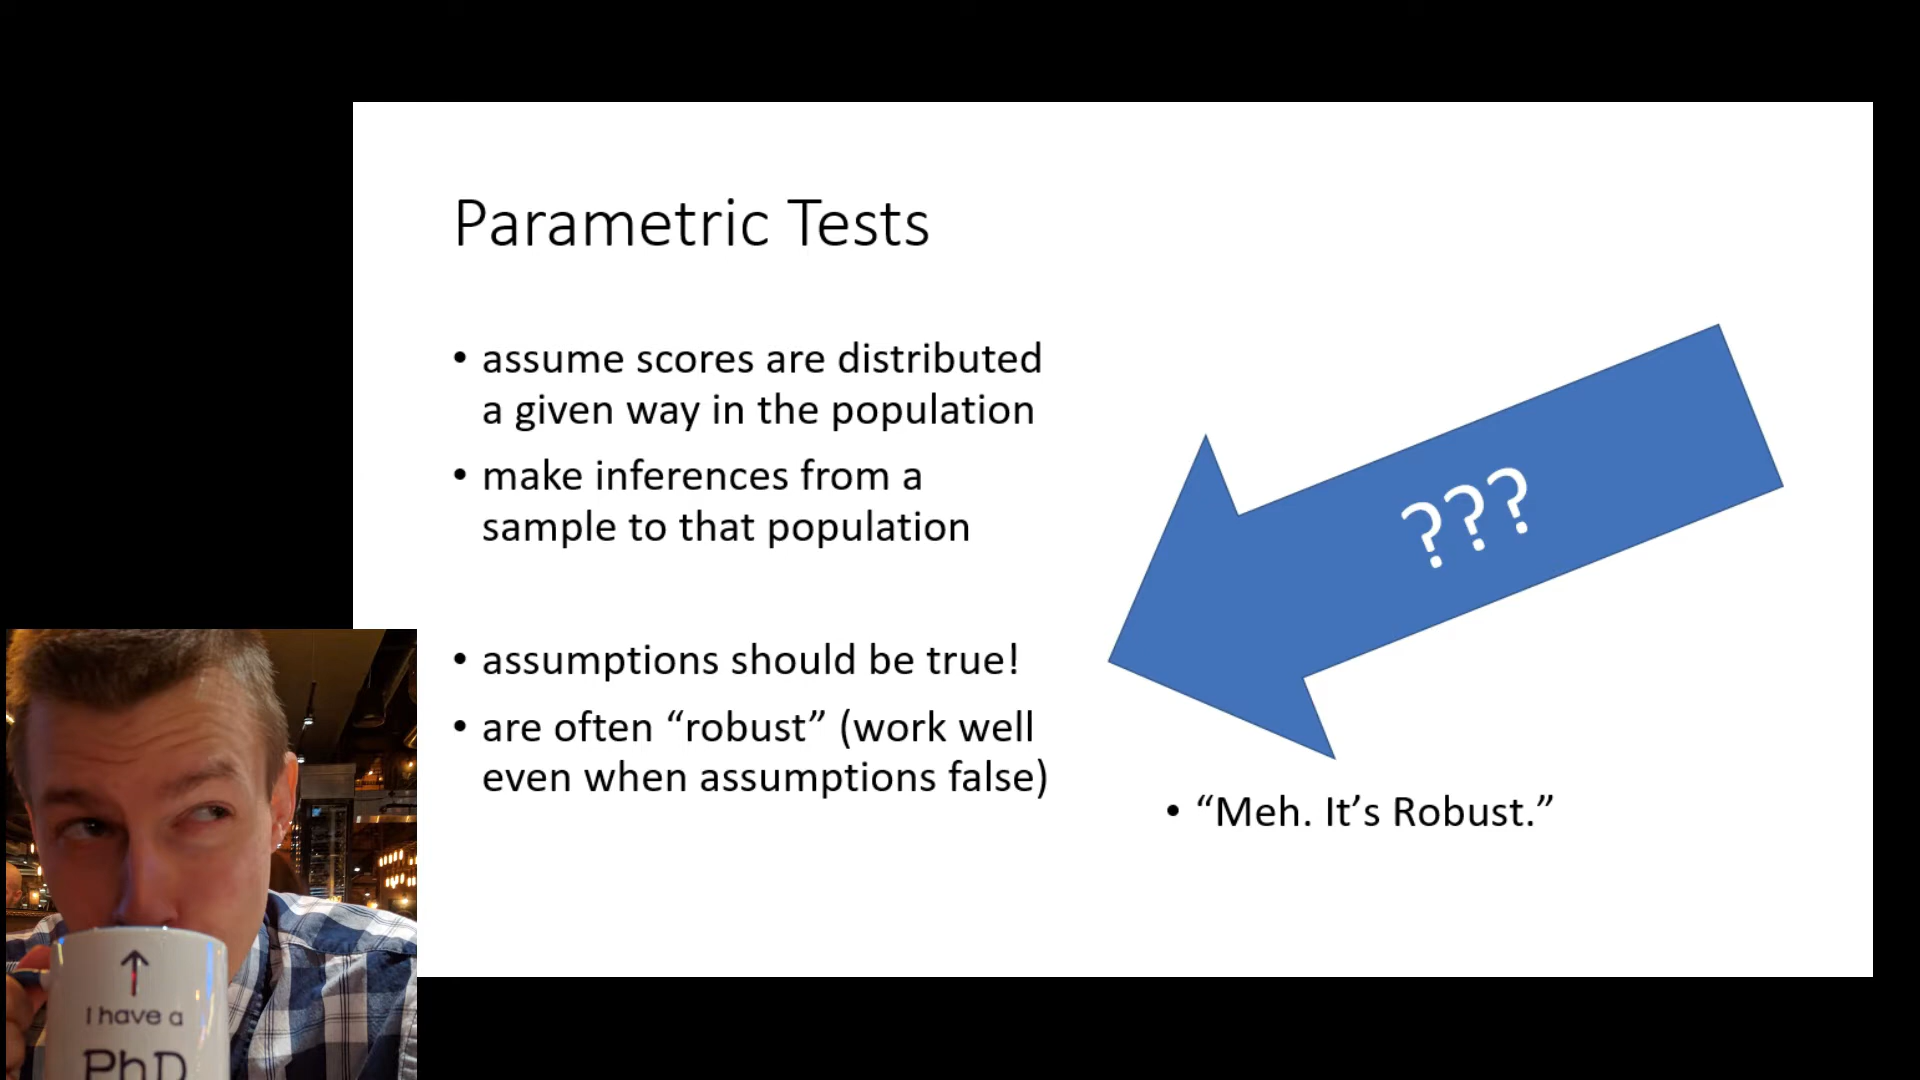 Parametric Tests
• assume scores are distributed
a given way in the population
• make inferences from a
sample to that population
• assumptions should be true!
• are often “robust” (work well
even when assumptions false)
???
• “Meh. It’s Robust.”
I have a
PhD